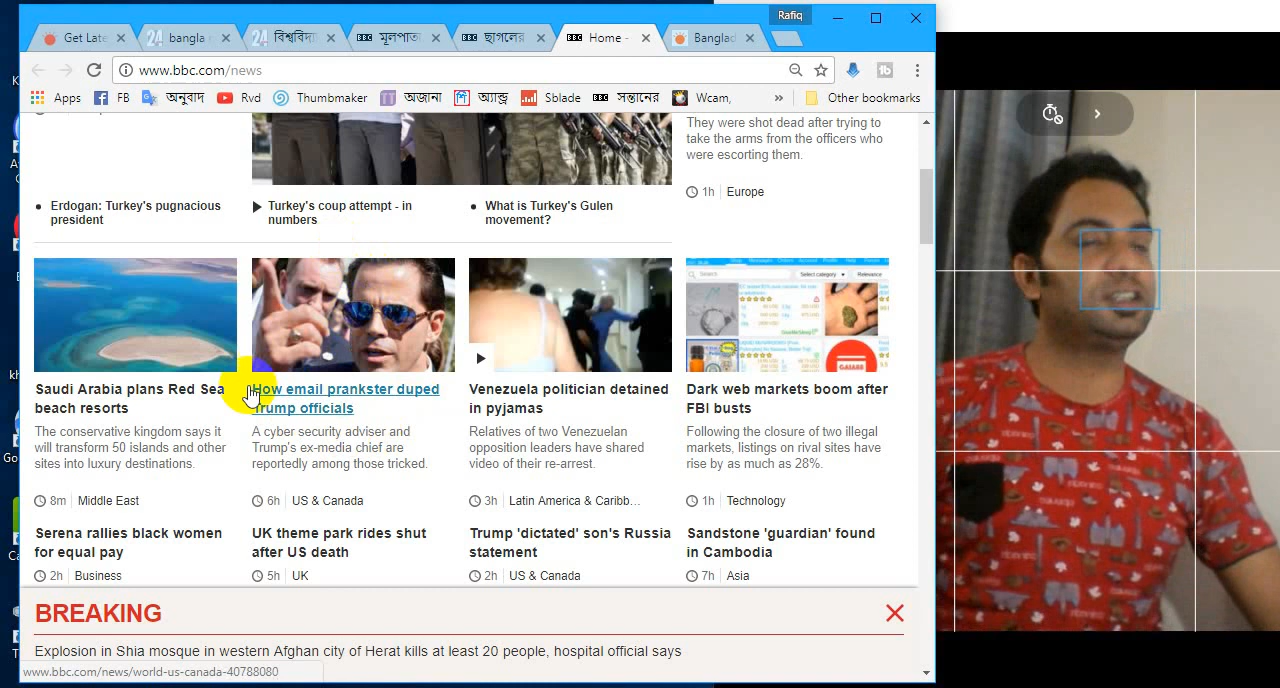 Rafiq
Get Late
bangla
বিশ্ববিদ্য
মূলপাতা
BBC ছাগলের
BBC Home -
Banglad
www.bbc.com/news
Apps FB অনুবাদ Rvd Thumbmaker অজানা অ্যান্ড্র Sblade BBC সন্তানের Wcam, » Other bookmarks
They were shot dead after trying to
take the arms from the officers who
were escorting them.
1h Europe
Erdogan: Turkey's pugnacious
president
Turkey's coup attempt - in
numbers
What is Turkey's Gulen
movement?
Search Select category Relevance
Saudi Arabia plans Red Sea
beach resorts
The conservative kingdom says it
will transform 50 islands and other
sites into luxury destinations.
8m Middle East
How email prankster duped
Trump officials
A cyber security adviser and
Trump's ex-media chief are
reportedly among those tricked.
6h US & Canada
Venezuela politician detained
in pyjamas
Relatives of two Venezuelan
opposition leaders have shared
video of their re-arrest.
3h Latin America & Caribb…
Dark web markets boom after
FBI busts
Following the closure of two illegal
markets, listings on rival sites have
rise by as much as 28%.
1h Technology
Serena rallies black women
for equal pay
2h Business
UK theme park rides shut
after US death
5h UK
Trump 'dictated' son's Russia
statement
2h US & Canada
Sandstone 'guardian' found
in Cambodia
7h Asia
BREAKING
Explosion in Shia mosque in western Afghan city of Herat kills at least 20 people, hospital official says
www.bbc.com/news/world-us-canada-40788080